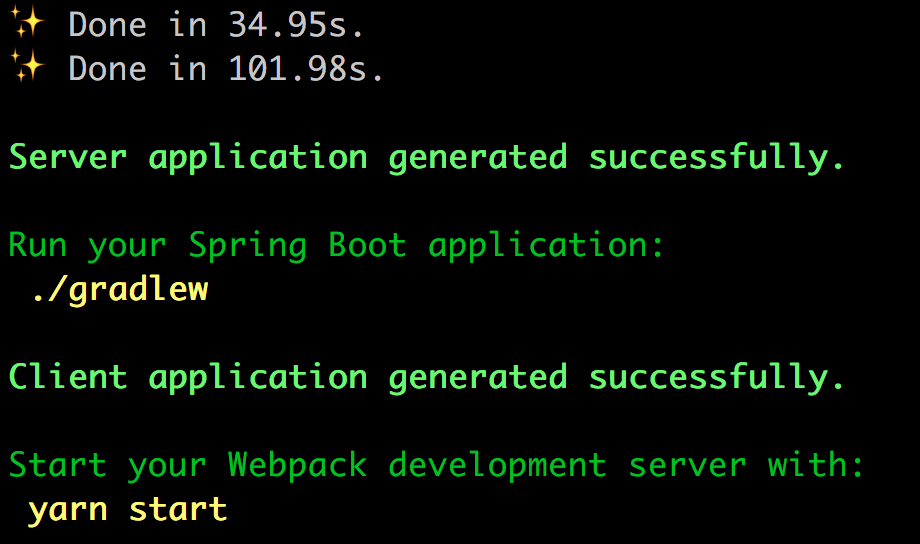 ✨ Done in 34.95s.
✨ Done in 101.98s.
Server application generated successfully.
Run your Spring Boot application:
./gradlew
Client application generated successfully.
Start your Webpack development server with:
yarn start